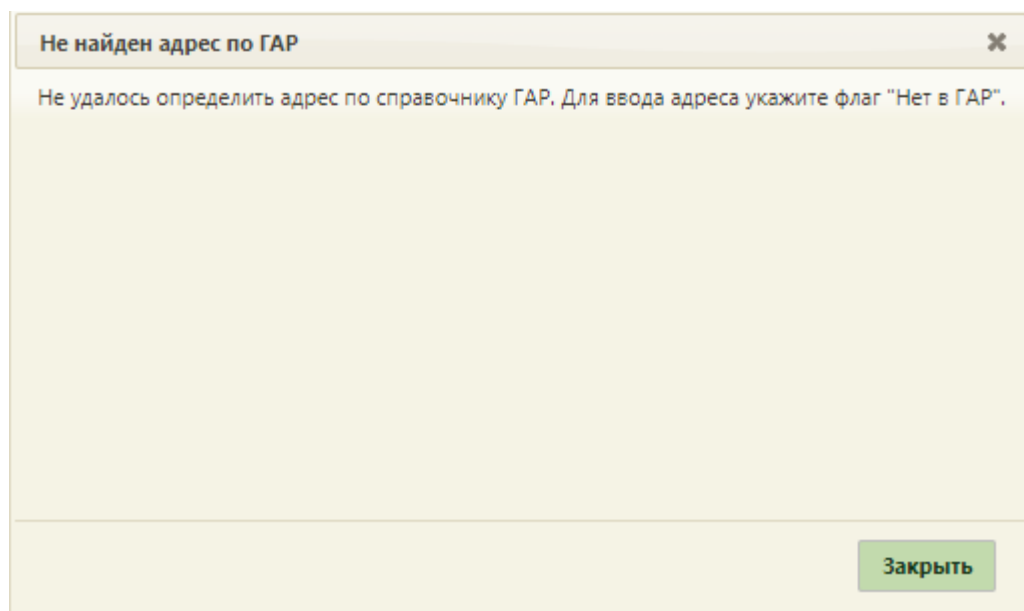 Не найден адрес по ГАР
Не удалось определить адрес по справочнику ГАР. Для ввода адреса укажите флаг "Нет в ГАР".
Закрыть